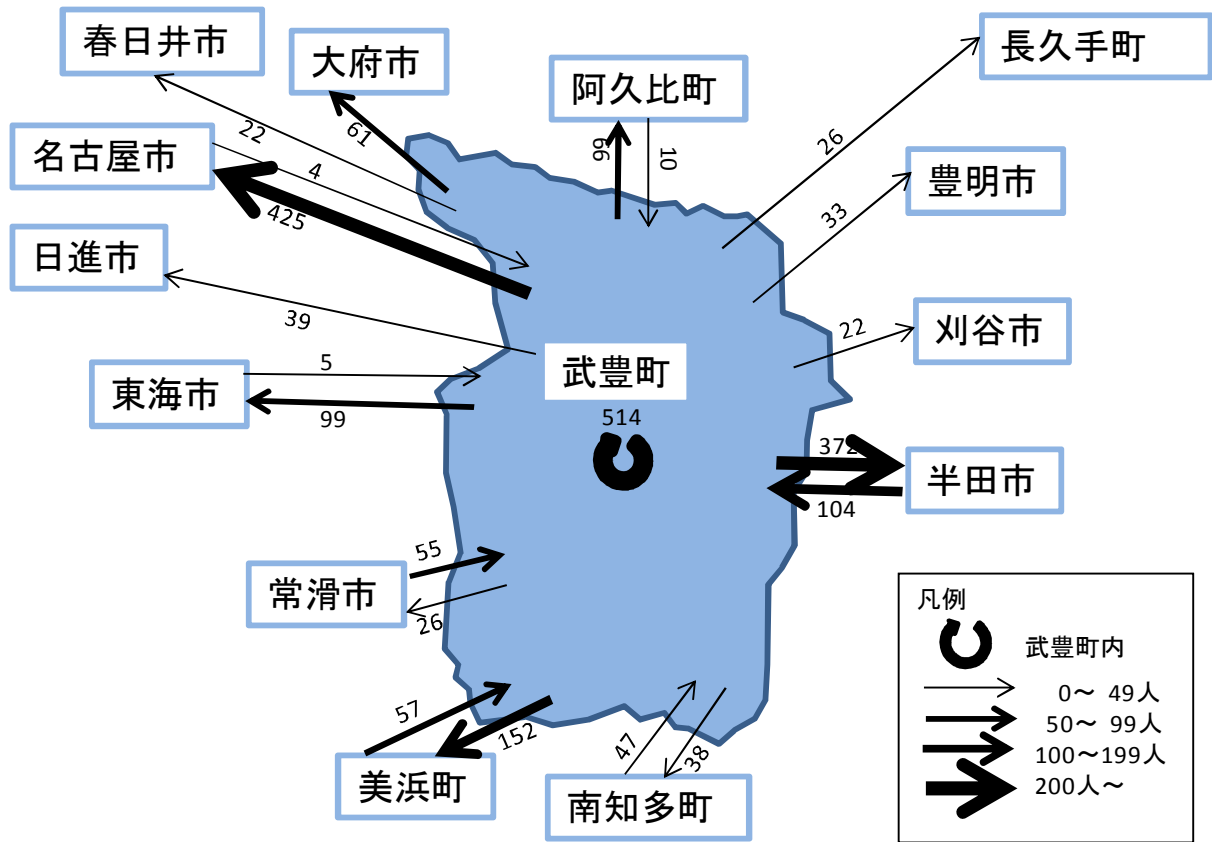 春日井市
大府市
阿久比町
長久手町
22
61
66
10
26
名古屋市
4
425
豊明市
33
日進市
39
刈谷市
22
武豊町
514
東海市
5
99
372
半田市
104
常滑市
55
26
美浜町
57
152
南知多町
47
38
凡例
武豊町内
0～ 49人
50～ 99人
100～199人
200人～